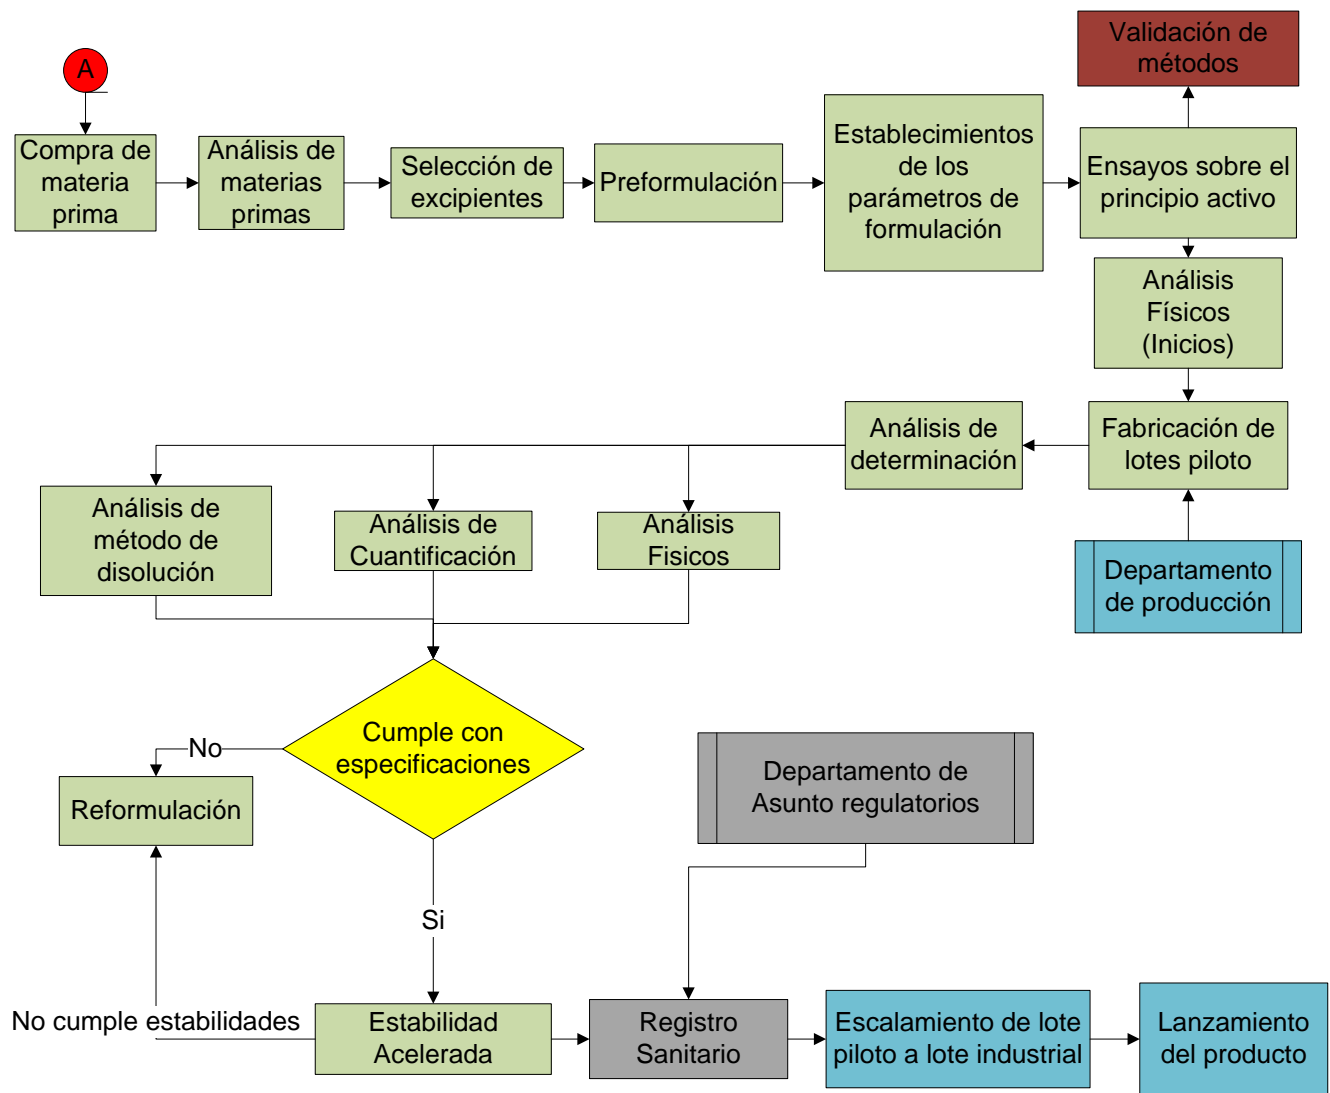 A
Validación de
métodos
Compra de
materia
prima
Análisis de
materias
primas
Selección de
excipientes
Preformulación
Establecimientos
de los
parámetros de
formulación
Ensayos sobre el
principio activo
Análisis
Físicos
(Inicios)
Análisis de
determinación
Fabricación de
lotes piloto
Análisis de
método de
disolución
Análisis de
Cuantificación
Análisis
Fisicos
Departamento
de producción
Cumple con
especificaciones
No
Reformulación
Departamento de
Asunto regulatorios
Si
No cumple estabilidades
Estabilidad
Acelerada
Registro
Sanitario
Escalamiento de lote
piloto a lote industrial
Lanzamiento
del producto